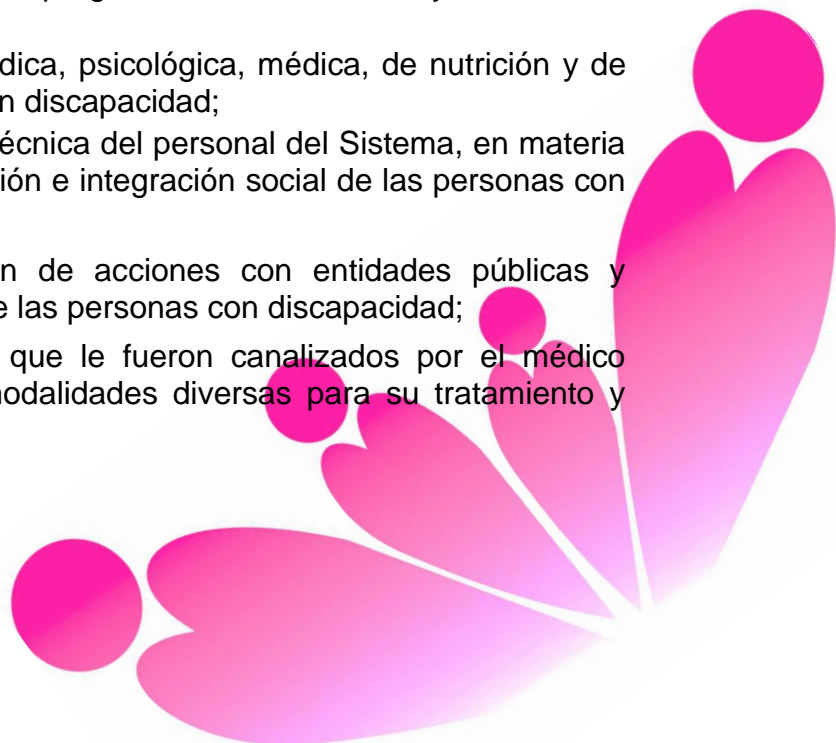 dica, psicológica, médica, de nutrición y de
n discapacidad;
écnica del personal del Sistema, en materia
ión e integración social de las personas con
n de acciones con entidades públicas y
e las personas con discapacidad;
que le fueron canalizados por el médico
nodalidades diversas para su tratamiento y